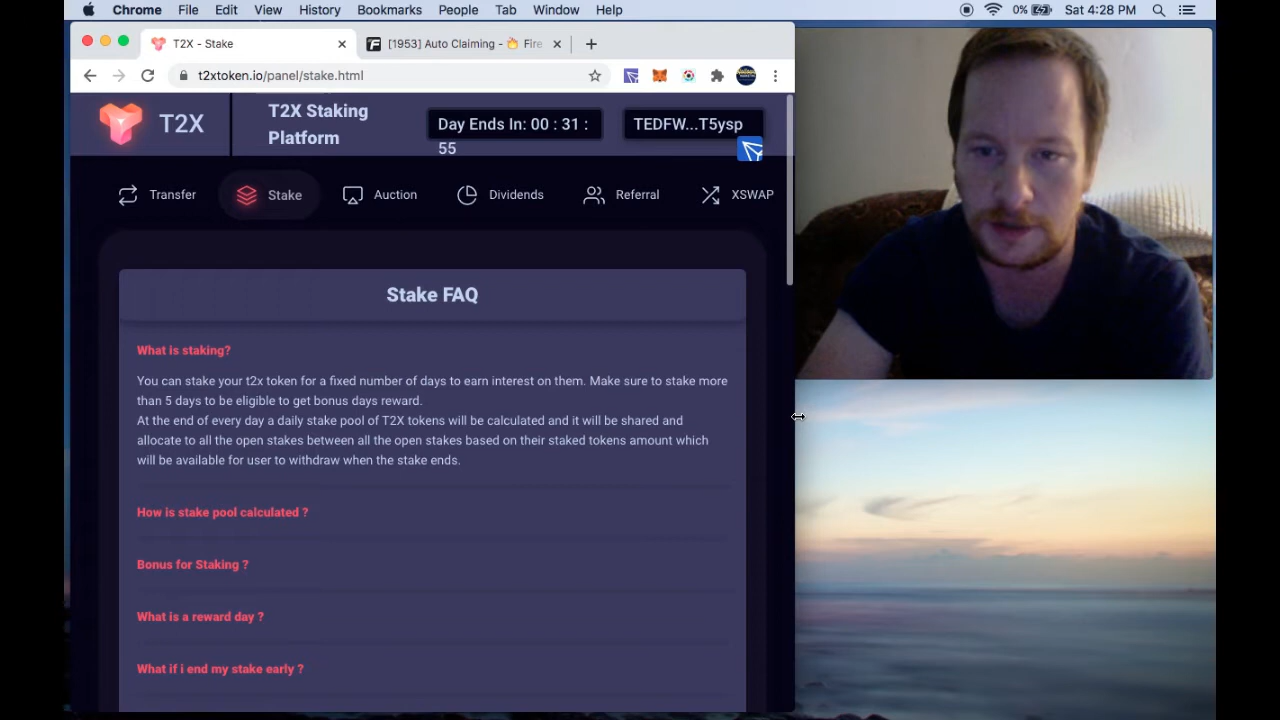 Chrome File Edit View History Bookmarks People Tab Window Help 0% Sat 4:28 PM
T2X - Stake [1953] Auto Claiming - 🔥 Fire
t2xtoken.io/panel/stake.html
T2X
T2X Staking
Platform
Day Ends In: 00 : 31 :
55
TEDFW...T5ysp
Transfer Stake Auction Dividends Referral XSWAP
Stake FAQ
What is staking?
You can stake your t2x token for a fixed number of days to earn interest on them. Make sure to stake more
than 5 days to be eligible to get bonus days reward.
At the end of every day a daily stake pool of T2X tokens will be calculated and it will be shared and
allocate to all the open stakes between all the open stakes based on their staked tokens amount which
will be available for user to withdraw when the stake ends.
How is stake pool calculated ?
Bonus for Staking ?
What is a reward day ?
What if i end my stake early ?